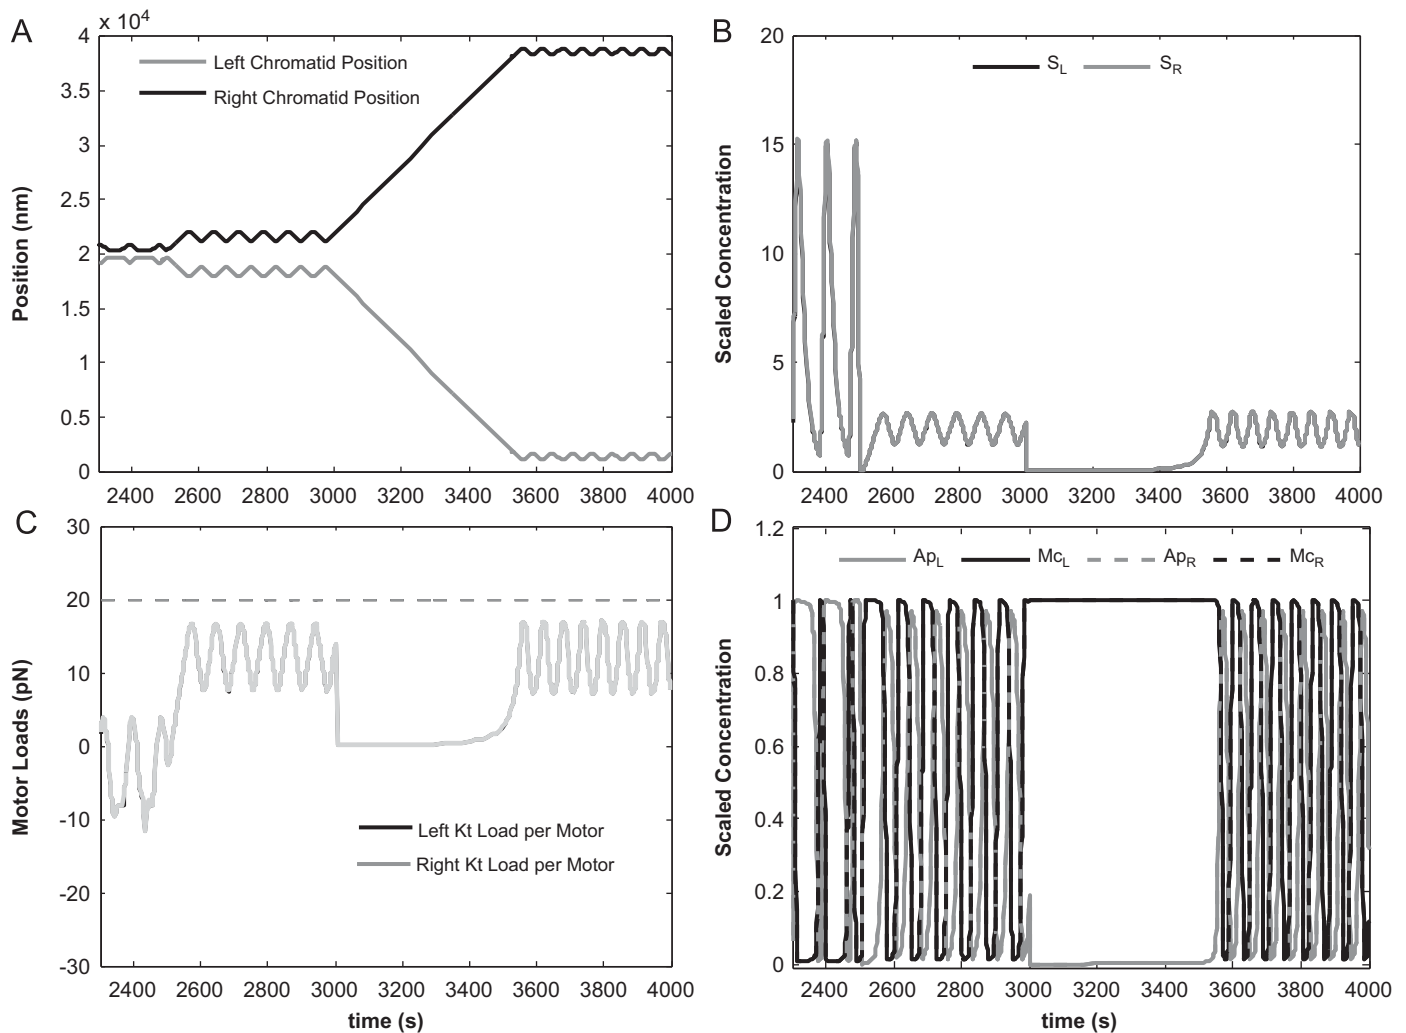 A
x 10⁴
4
3.5
3
2.5
2
1.5
1
0.5
0
Position (nm)
Left Chromatid Position
Right Chromatid Position
2400 2600 2800 3000 3200 3400 3600 3800 4000
B
20
15
10
5
0
Scaled Concentration
S_L S_R
2400 2600 2800 3000 3200 3400 3600 3800 4000
C
30
20
10
0
-10
-20
-30
Motor Loads (pN)
Left Kt Load per Motor
Right Kt Load per Motor
2400 2600 2800 3000 3200 3400 3600 3800 4000
time (s)
D
1.2
1
0.8
0.6
0.4
0.2
0
Scaled Concentration
Ap_L Mc_L Ap_R Mc_R
2400 2600 2800 3000 3200 3400 3600 3800 4000
time (s)